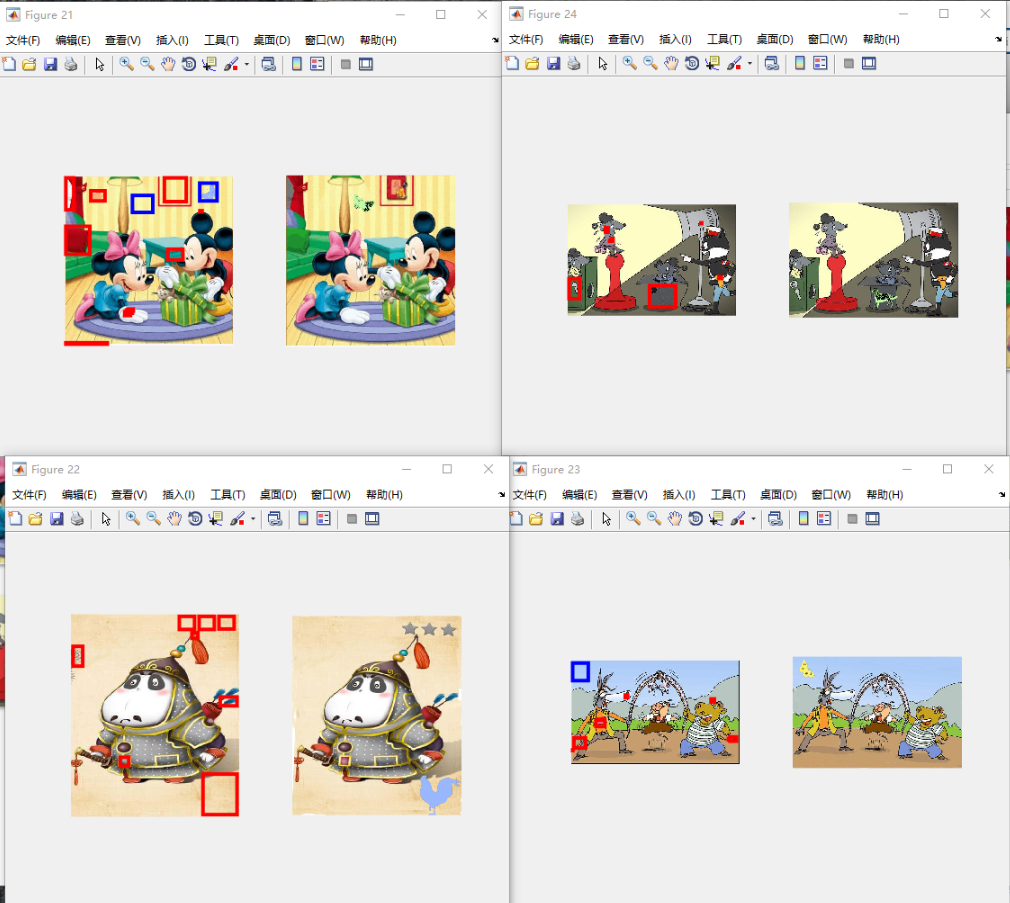 Figure 21
文件(F) 编辑(E) 查看(V) 插入(I) 工具(T) 桌面(D) 窗口(W) 帮助(H)
Figure 24
文件(F) 编辑(E) 查看(V) 插入(I) 工具(T) 桌面(D) 窗口(W) 帮助(H)
Figure 22
文件(F) 编辑(E) 查看(V) 插入(I) 工具(T) 桌面(D) 窗口(W) 帮助(H)
Figure 23
文件(F) 编辑(E) 查看(V) 插入(I) 工具(T) 桌面(D) 窗口(W) 帮助(H)